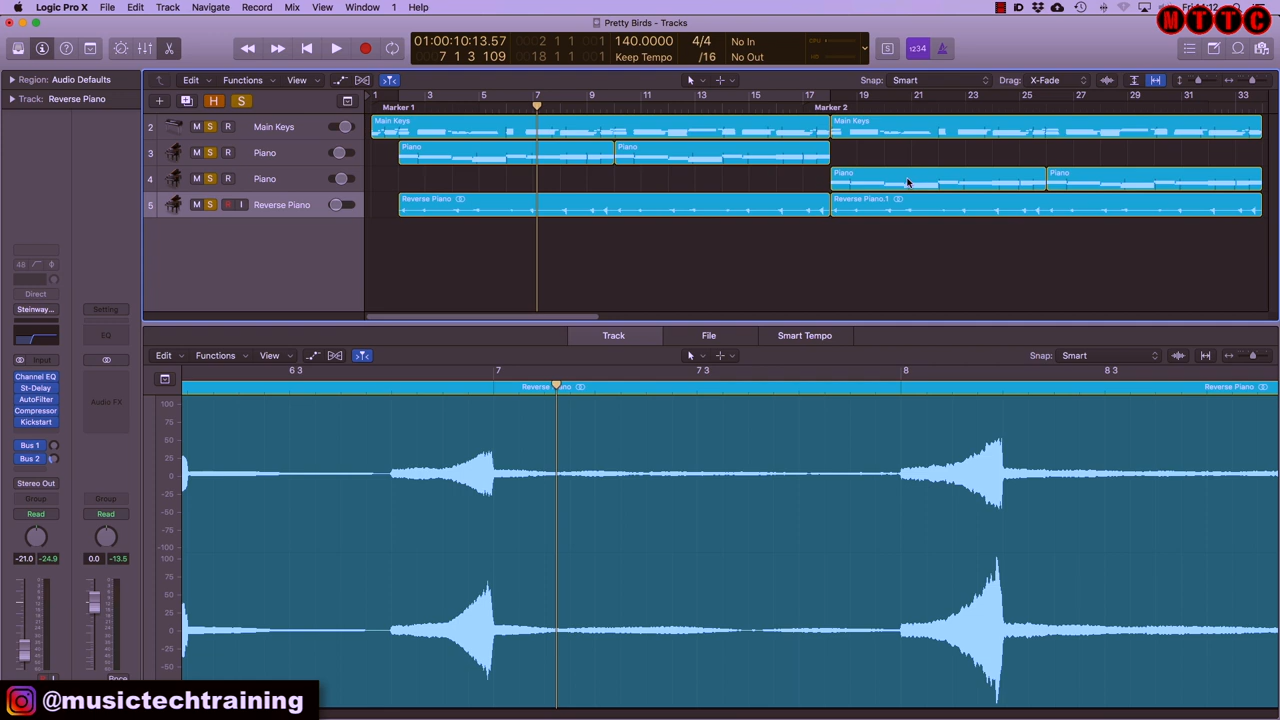 Logic Pro X File Edit Track Navigate Record Mix View Window 1 Help
MTTC
Pretty Birds - Tracks
01:00:10:13.57 2 1 1 140.0000 4/4 No In
7 1 3 109 18 1 1 Keep Tempo /16 No Out
1234
Region: Audio Defaults
Edit Functions View Snap: Smart Drag: X-Fade
Track: Reverse Piano
H S
1 3 5 7 9 11 13 15 17 19 21 23 25 27 29 31 33
Marker 1 Marker 2
2 M S R Main Keys
Main Keys Main Keys
3 M S R Piano
Piano Piano
4 M S R Piano
Piano Piano
5 M S R I Reverse Piano
Reverse Piano Reverse Piano.1
48
Direct
Steinway... Setting
EQ
Input
Channel EQ
St-Delay
AutoFilter
Compressor
Kickstart
Audio FX
Bus 1
Bus 2
Stereo Out
Group Group
Read Read
-21.0 -24.9 0.0 -13.5
Track File Smart Tempo
Edit Functions View Snap: Smart
6 3 7 7 3 8 8 3
Reverse Piano Reverse Piano
100
75
50
25
0
-25
-50
-75
-100
100
75
50
25
0
-25
-50
M I Bnce
@musictechtraining